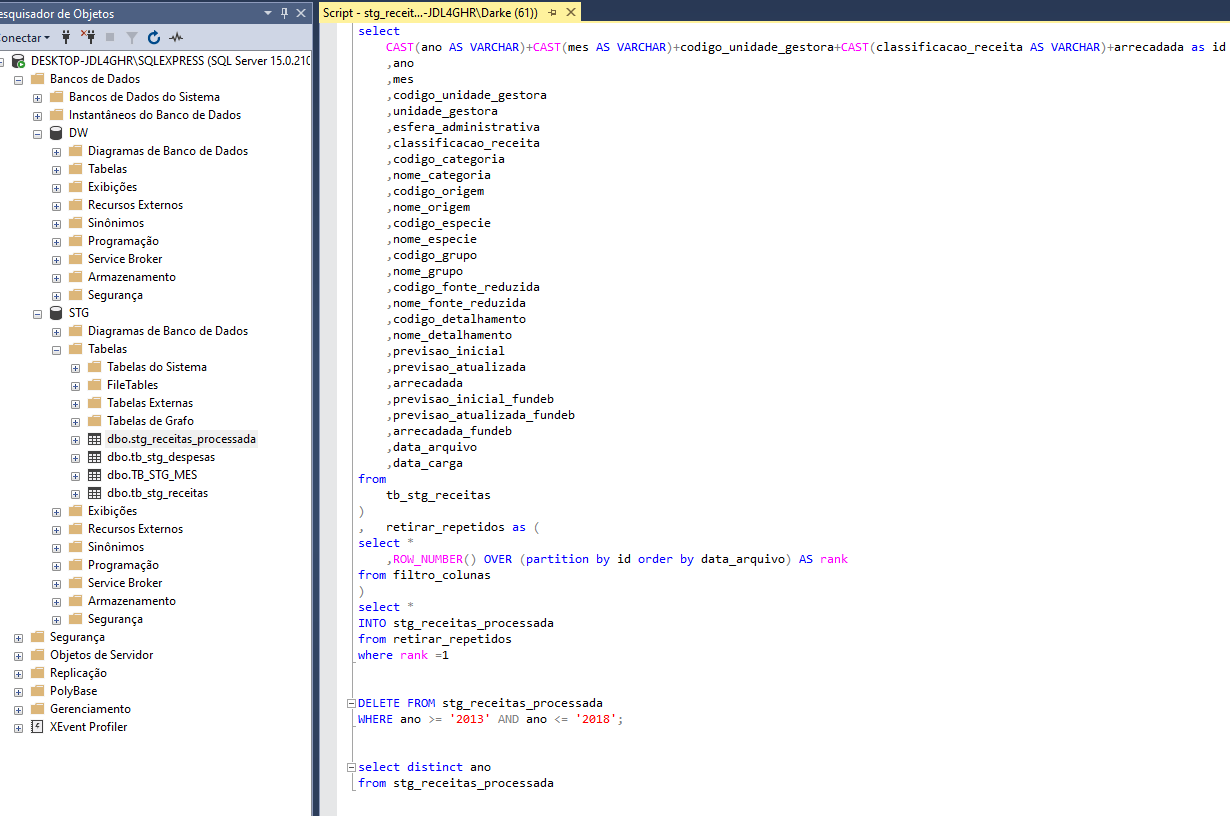 esquisador de Objetos
onectar
DESKTOP-JDL4GHR\SQLEXPRESS (SQL Server 15.0.210
Bancos de Dados
Bancos de Dados do Sistema
Instantâneos do Banco de Dados
DW
Diagramas de Banco de Dados
Tabelas
Exibições
Recursos Externos
Sinônimos
Programação
Service Broker
Armazenamento
Segurança
STG
Diagramas de Banco de Dados
Tabelas
Tabelas do Sistema
FileTables
Tabelas Externas
Tabelas de Grafo
dbo.stg_receitas_processada
dbo.tb_stg_despesas
dbo.TB_STG_MES
dbo.tb_stg_receitas
Exibições
Recursos Externos
Sinônimos
Programação
Service Broker
Armazenamento
Segurança
Segurança
Objetos de Servidor
Replicação
PolyBase
Gerenciamento
XEvent Profiler
Script - stg_receit...-JDL4GHR\Darke (61))
select
CAST(ano AS VARCHAR)+CAST(mes AS VARCHAR)+codigo_unidade_gestora+CAST(classificacao_receita AS VARCHAR)+arrecadada as id
,ano
,mes
,codigo_unidade_gestora
,unidade_gestora
,esfera_administrativa
,classificacao_receita
,codigo_categoria
,nome_categoria
,codigo_origem
,nome_origem
,codigo_especie
,nome_especie
,codigo_grupo
,nome_grupo
,codigo_fonte_reduzida
,nome_fonte_reduzida
,codigo_detalhamento
,nome_detalhamento
,previsao_inicial
,previsao_atualizada
,arrecadada
,previsao_inicial_fundeb
,previsao_atualizada_fundeb
,arrecadada_fundeb
,data_arquivo
,data_carga
from
tb_stg_receitas
)
, retirar_repetidos as (
select *
,ROW_NUMBER() OVER (partition by id order by data_arquivo) AS rank
from filtro_colunas
)
select *
INTO stg_receitas_processada
from retirar_repetidos
where rank =1
DELETE FROM stg_receitas_processada
WHERE ano >= '2013' AND ano <= '2018';
select distinct ano
from stg_receitas_processada